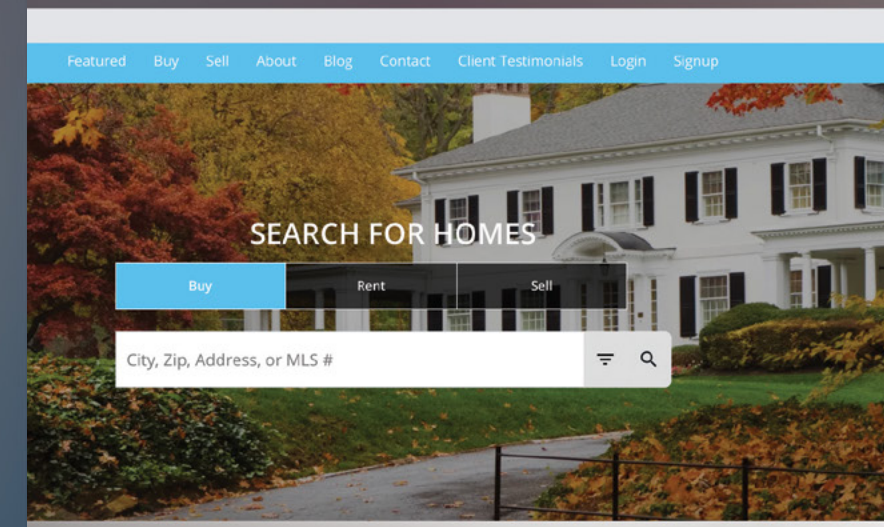 Featured Buy Sell About Blog Contact Client Testimonials Login Signup
SEARCH FOR HOMES
Buy Rent Sell
City, Zip, Address, or MLS #